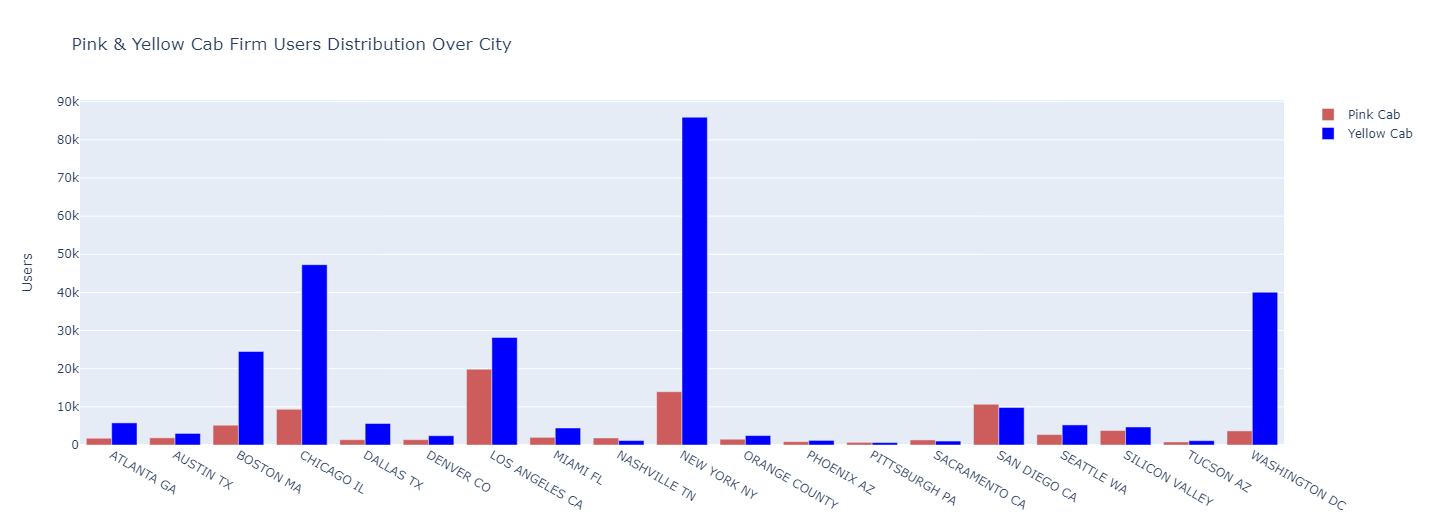 Pink & Yellow Cab Firm Users Distribution Over City
90k
80k
70k
60k
50k
40k
30k
20k
10k
0
Users
Pink Cab
Yellow Cab
ATLANTA GA
AUSTIN TX
BOSTON MA
CHICAGO IL
DALLAS TX
DENVER CO
LOS ANGELES CA
MIAMI FL
NASHVILLE TN
NEW YORK NY
ORANGE COUNTY
PHOENIX AZ
PITTSBURGH PA
SACRAMENTO CA
SAN DIEGO CA
SEATTLE WA
SILICON VALLEY
TUCSON AZ
WASHINGTON DC